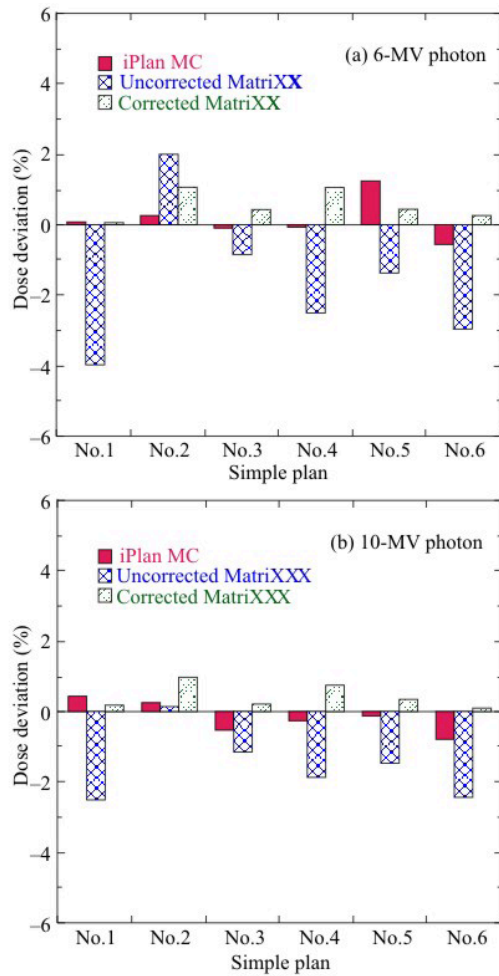 6
(a) 6-MV photon
iPlan MC
Uncorrected MatriXX
Corrected MatriXX
4
2
0
−2
−4
−6
Dose deviation (%)
No.1 No.2 No.3 No.4 No.5 No.6
Simple plan
6
(b) 10-MV photon
iPlan MC
Uncorrected MatriXXX
Corrected MatriXXX
4
2
0
−2
−4
−6
Dose deviation (%)
No.1 No.2 No.3 No.4 No.5 No.6
Simple plan